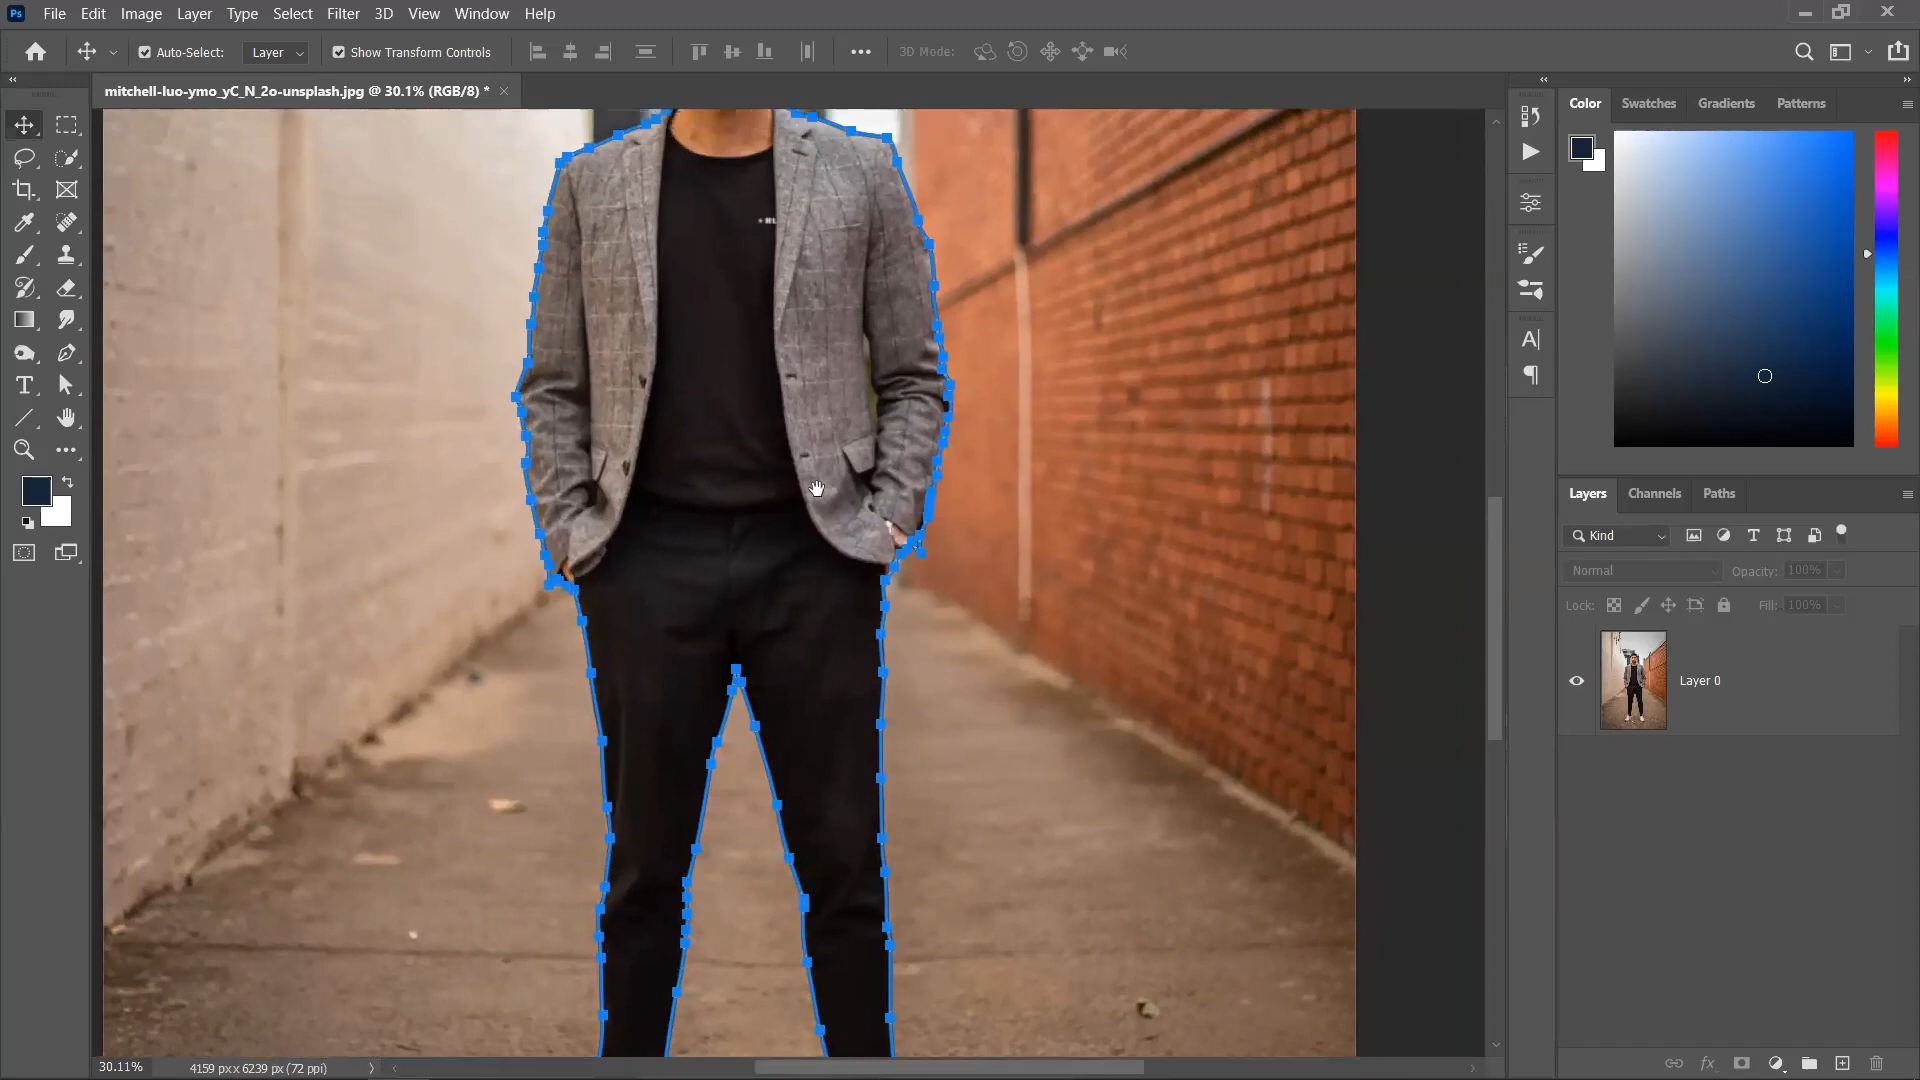 Ps File Edit Image Layer Type Select Filter 3D View Window Help
Auto-Select: Layer Show Transform Controls 3D Mode:
mitchell-luo-ymo_yC_N_2o-unsplash.jpg @ 30.1% (RGB/8) *
Color Swatches Gradients Patterns
Layers Channels Paths
Kind
Normal Opacity: 100%
Lock: Fill: 100%
Layer 0
30.11% 4159 px x 6239 px (72 ppi)